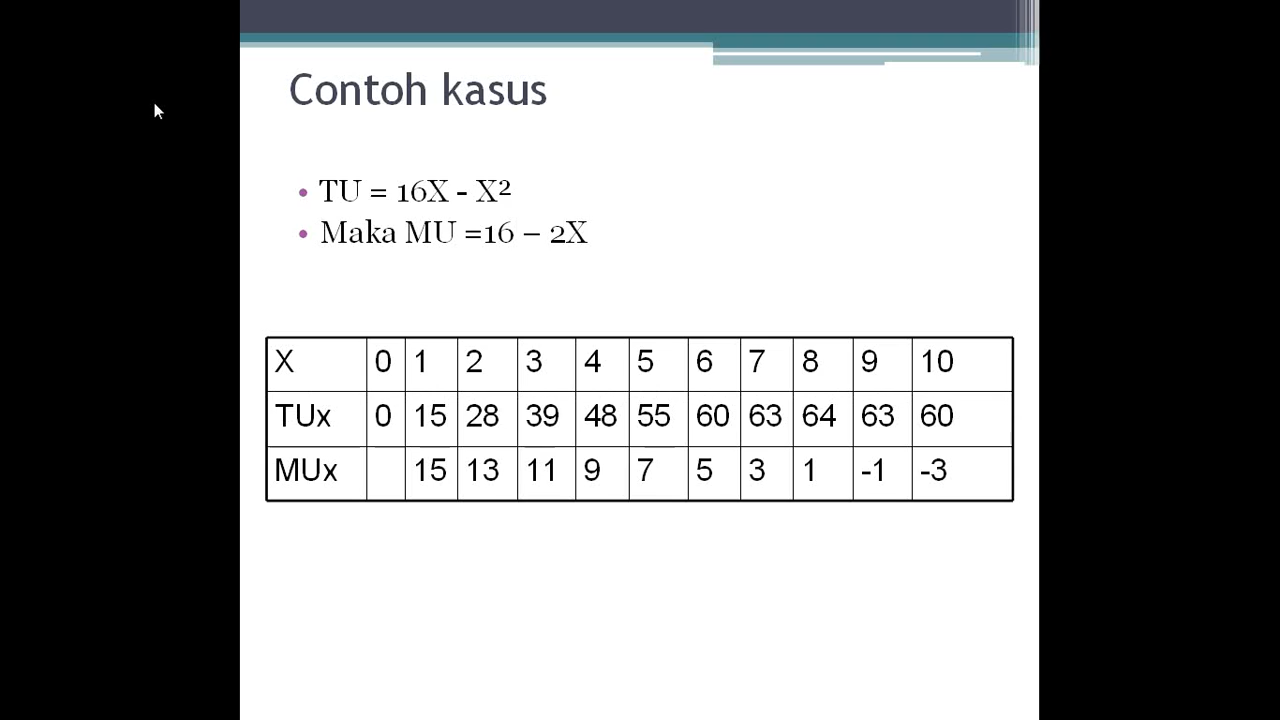 Contoh kasus
• TU = 16X - X²
• Maka MU =16 – 2X
X 0 1 2 3 4 5 6 7 8 9 10
TUx 0 15 28 39 48 55 60 63 64 63 60
MUx 15 13 11 9 7 5 3 1 -1 -3